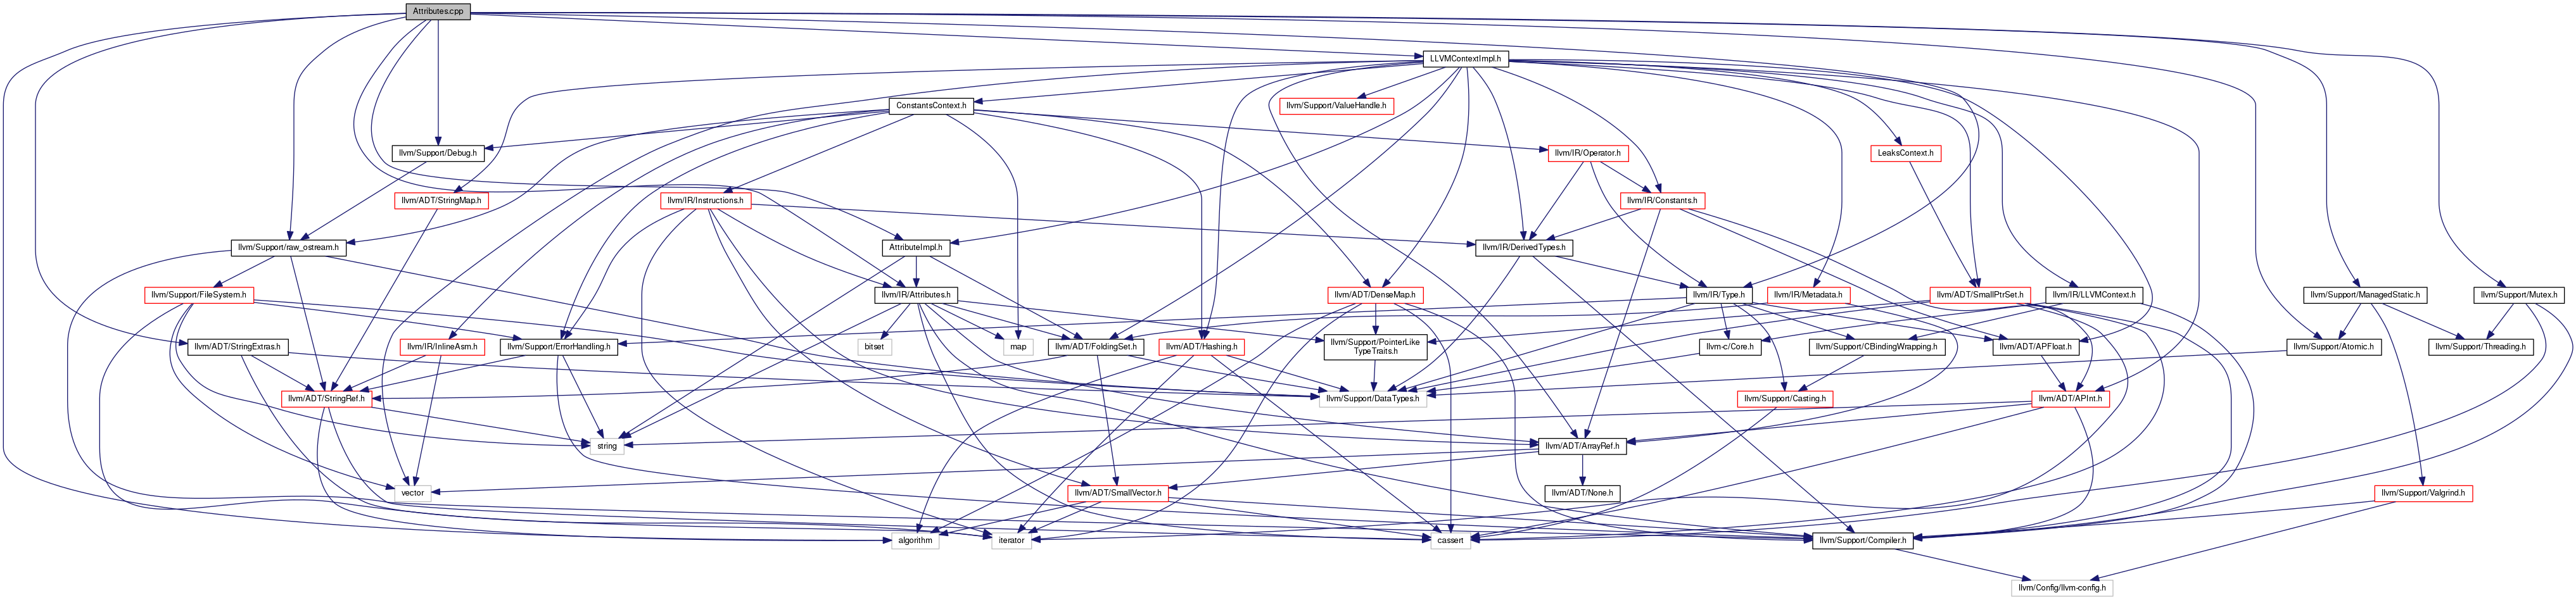 Attributes.cpp
LLVMContextImpl.h
ConstantsContext.h
llvm/Support/ValueHandle.h
llvm/Support/Debug.h
llvm/IR/Operator.h
LeaksContext.h
llvm/ADT/StringMap.h
llvm/IR/Instructions.h
llvm/IR/Constants.h
llvm/Support/raw_ostream.h
AttributeImpl.h
llvm/IR/DerivedTypes.h
llvm/Support/FileSystem.h
llvm/IR/Attributes.h
llvm/ADT/DenseMap.h
llvm/IR/Type.h
llvm/IR/Metadata.h
llvm/ADT/SmallPtrSet.h
llvm/IR/LLVMContext.h
llvm/Support/ManagedStatic.h
llvm/Support/Mutex.h
llvm/ADT/StringExtras.h
llvm/IR/InlineAsm.h
llvm/Support/ErrorHandling.h
bitset
map
llvm/ADT/FoldingSet.h
llvm/ADT/Hashing.h
llvm/Support/PointerLike
TypeTraits.h
llvm-c/Core.h
llvm/Support/CBindingWrapping.h
llvm/ADT/APFloat.h
llvm/Support/Atomic.h
llvm/Support/Threading.h
llvm/ADT/StringRef.h
llvm/Support/DataTypes.h
llvm/Support/Casting.h
llvm/ADT/APInt.h
string
llvm/ADT/ArrayRef.h
vector
llvm/ADT/SmallVector.h
llvm/ADT/None.h
llvm/Support/Valgrind.h
algorithm
iterator
cassert
llvm/Support/Compiler.h
llvm/Config/llvm-config.h